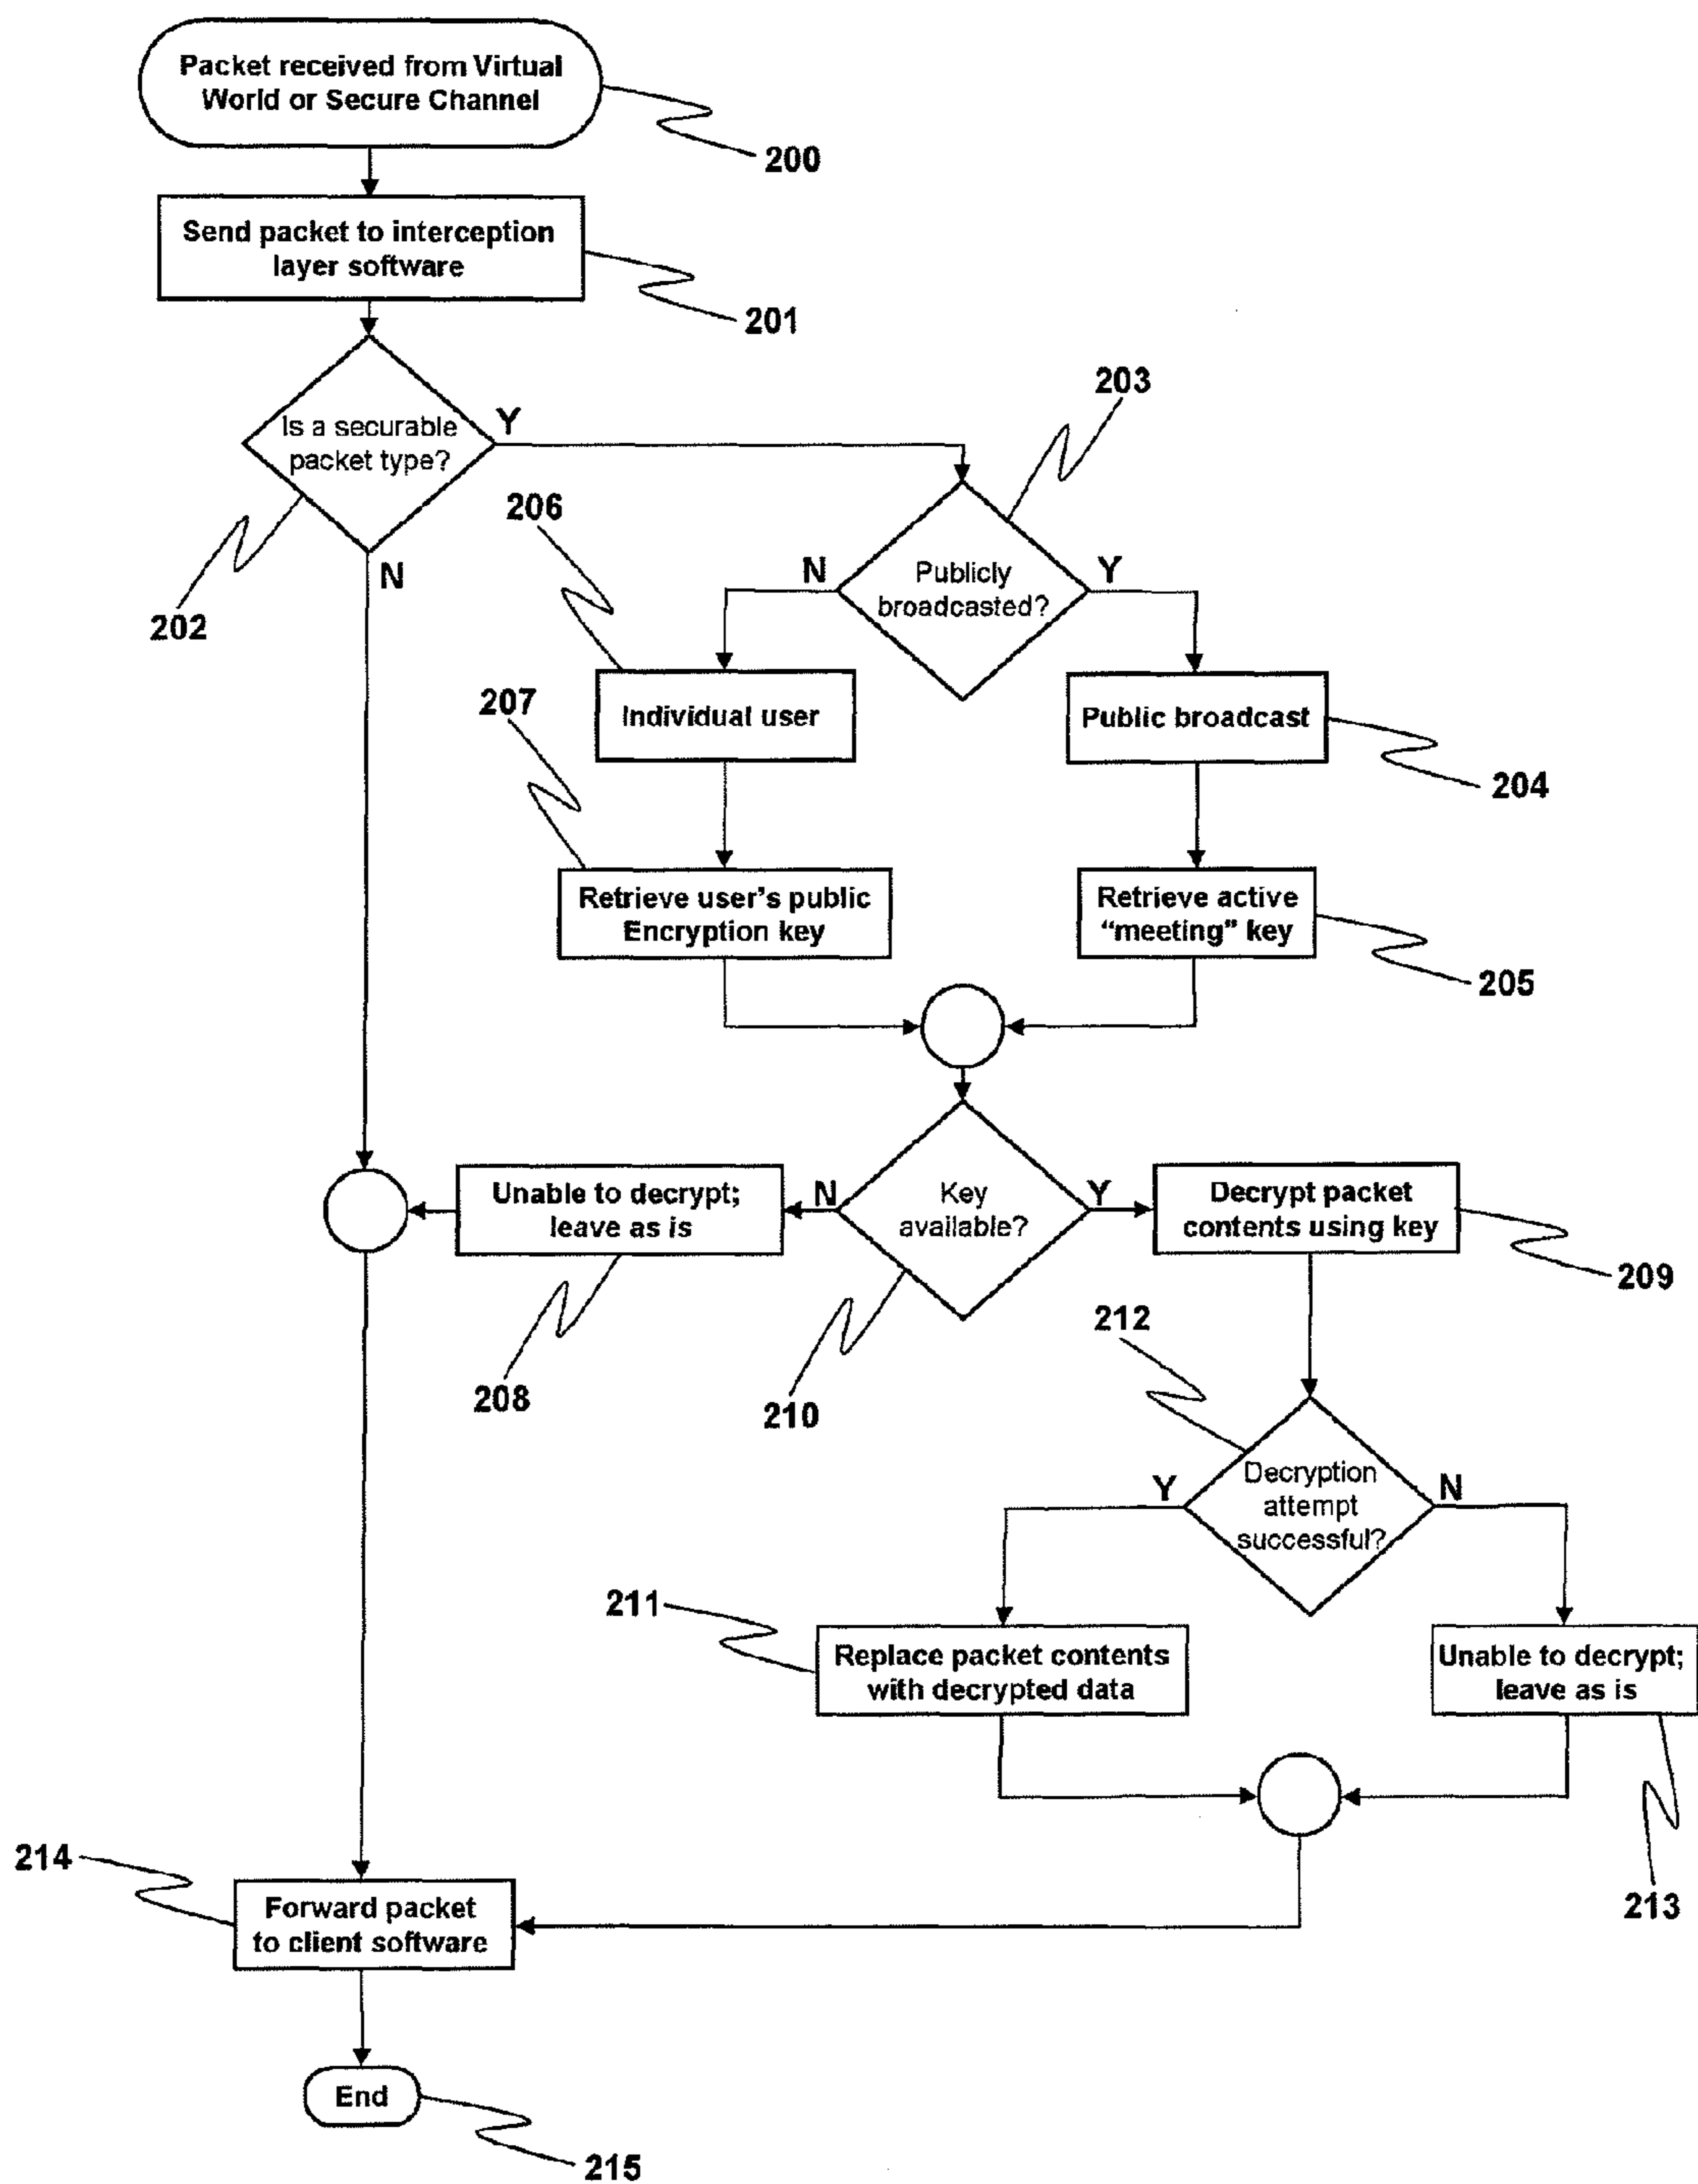 Packet received from Virtual
World or Secure Channel
200
Send packet to interception
layer software
201
203
Is a securable
packet type?
Y
N
202
206
Publicly
broadcasted?
N
Y
207
Individual user
Public broadcast
204
Retrieve user's public
Encryption key
Retrieve active
“meeting” key
205
Unable to decrypt;
leave as is
N
Key
available?
Y
Decrypt packet
contents using key
209
208
210
212
Decryption
attempt
successful?
Y
N
211
Replace packet contents
with decrypted data
Unable to decrypt;
leave as is
213
214
Forward packet
to client software
End
215